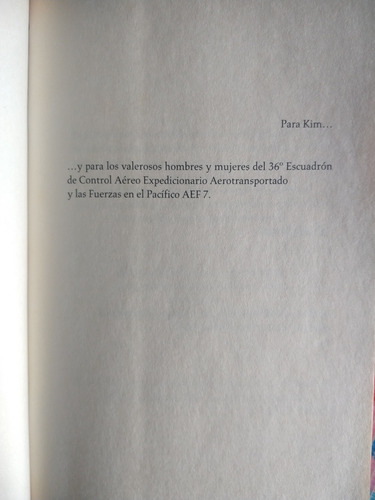 Para Kim...
...y para los valerosos hombres y mujeres del 36º Escuadrón
de Control Aéreo Expedicionario Aerotransportado
y las Fuerzas en el Pacífico AEF 7.